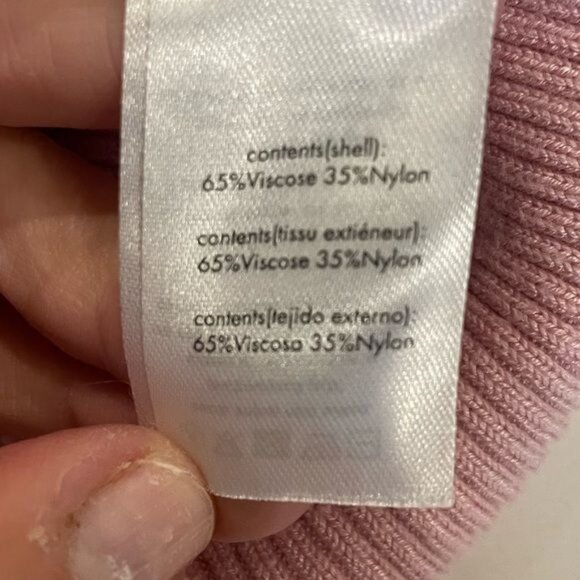 contents(shell):
65%Viscose 35%Nylon
contents(tissu extiéneur):
65%Viscose 35%Nylon
contents(tejido externo):
65%Viscosa 35%Nylon